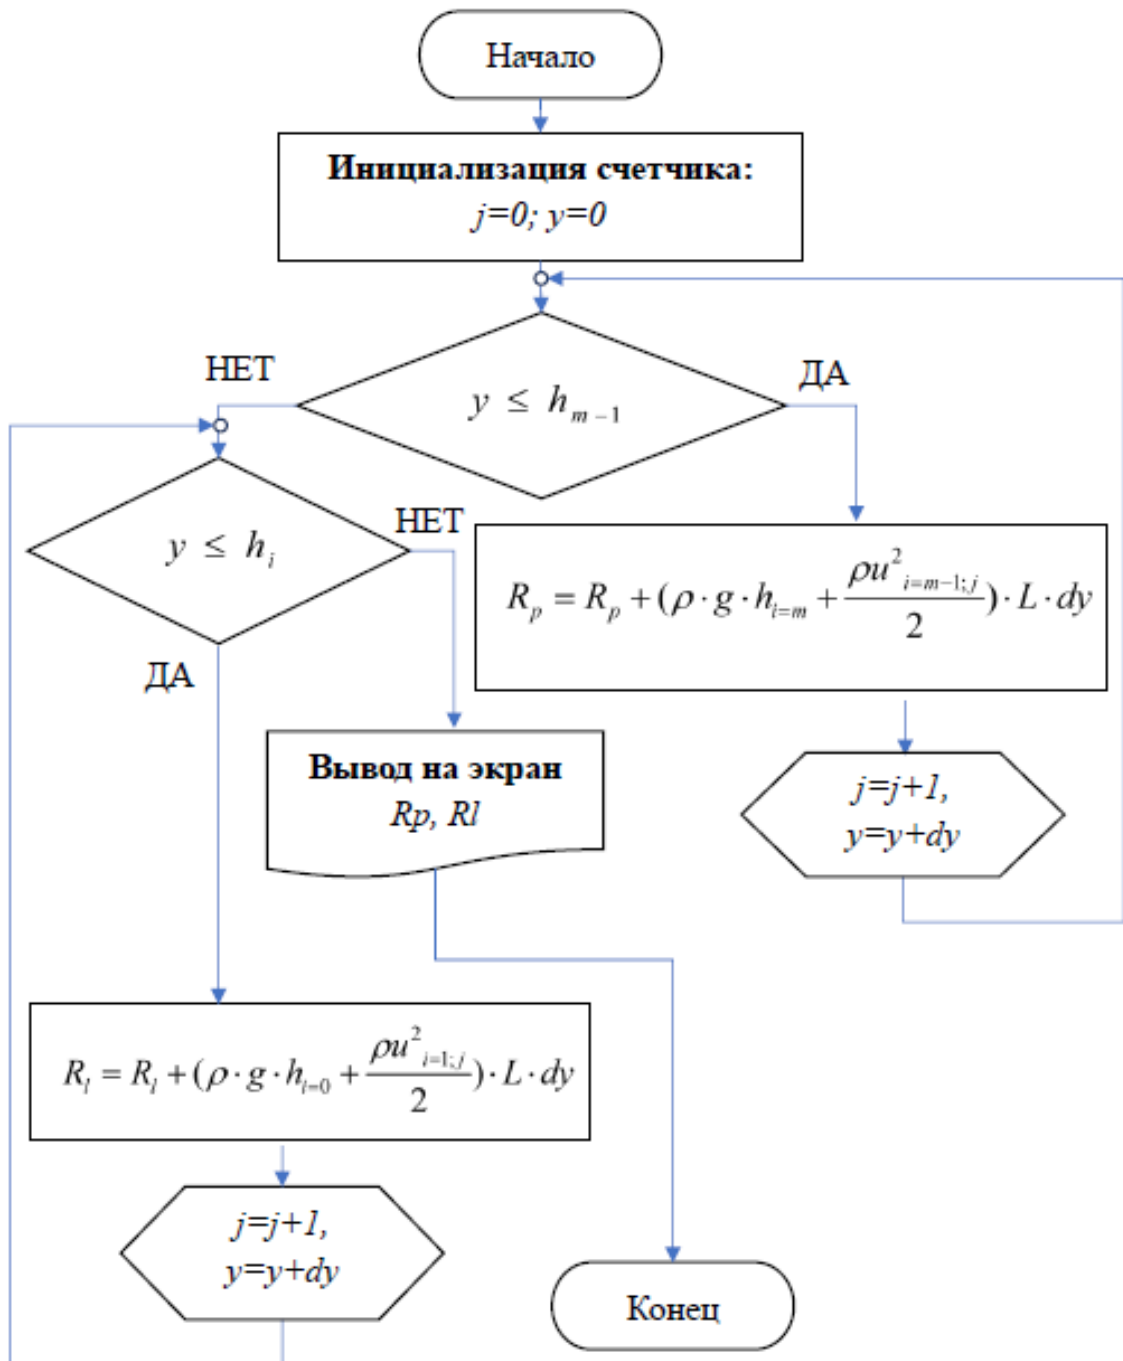 Начало
Инициализация счетчика:
j=0; y=0
НЕТ
ДА
y ≤ h_{m-1}
y ≤ h_i
НЕТ
ДА
R_p = R_p + (ρ·g·h_{i=m} + ρu²_{i=m-1;j}/2)·L·dy
j=j+1,
y=y+dy
Вывод на экран
Rp, Rl
R_l = R_l + (ρ·g·h_{i=0} + ρu²_{i=1;j}/2)·L·dy
j=j+1,
y=y+dy
Конец